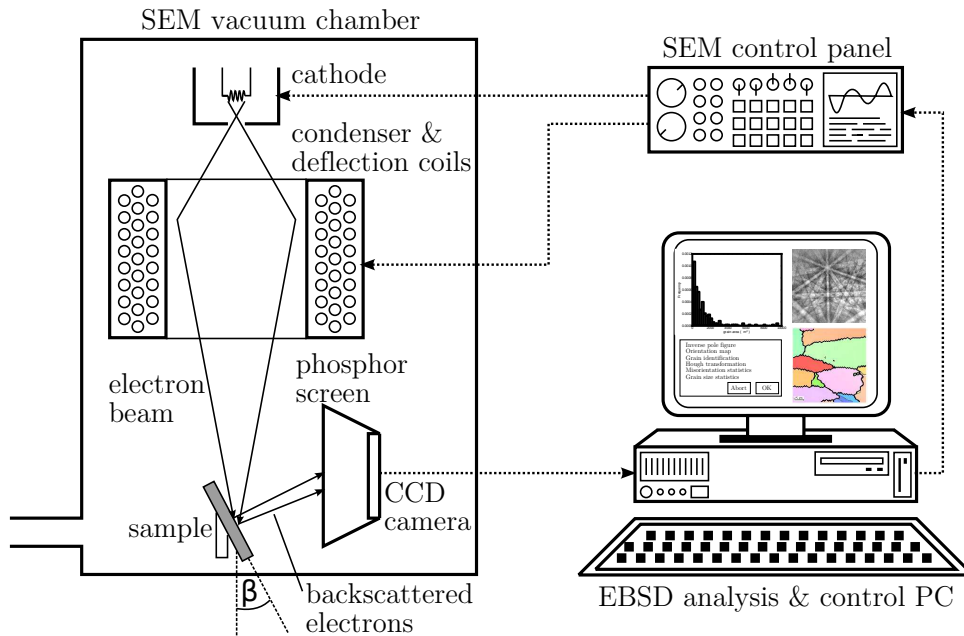 SEM vacuum chamber
cathode
condenser &
deflection coils
electron
beam
phosphor
screen
CCD
camera
sample
β
backscattered
electrons
SEM control panel
Inverse pole figure
Orientation map
Grain identification
Hough transformation
Misorientation statistics
Grain size statistics
Abort
OK
EBSD analysis & control PC